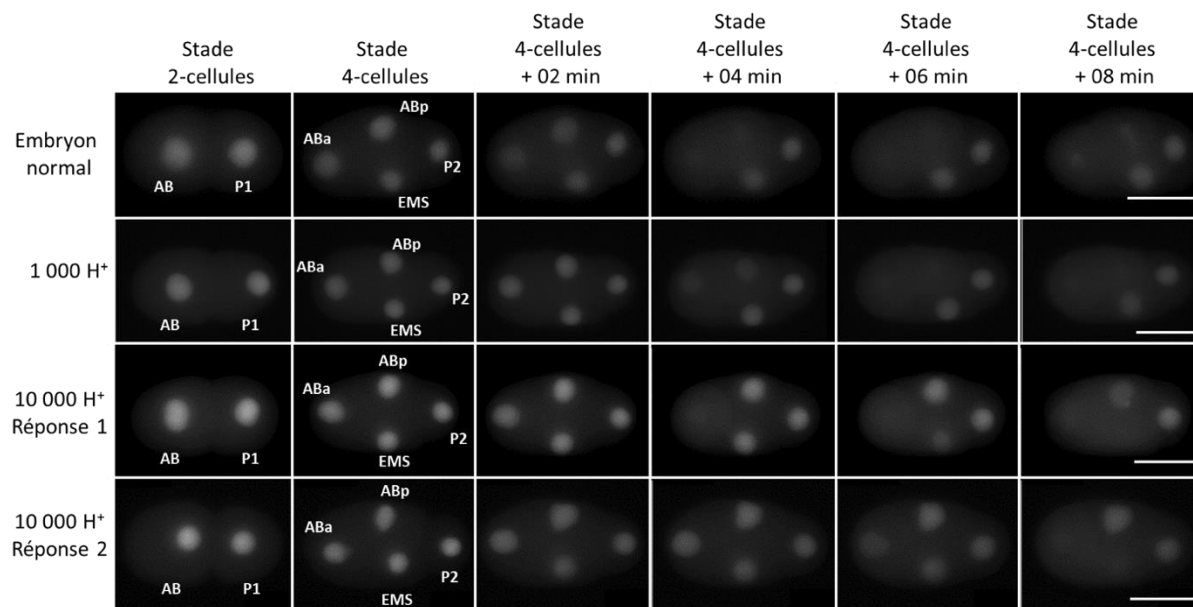 Stade
2-cellules
Stade
4-cellules
Stade
4-cellules
+ 02 min
Stade
4-cellules
+ 04 min
Stade
4-cellules
+ 06 min
Stade
4-cellules
+ 08 min
Embryon
normal
AB P1
ABa ABp P2 EMS
1 000 H⁺
AB P1
ABa ABp P2 EMS
10 000 H⁺
Réponse 1
AB P1
ABa ABp P2 EMS
10 000 H⁺
Réponse 2
AB P1
ABa ABp P2 EMS